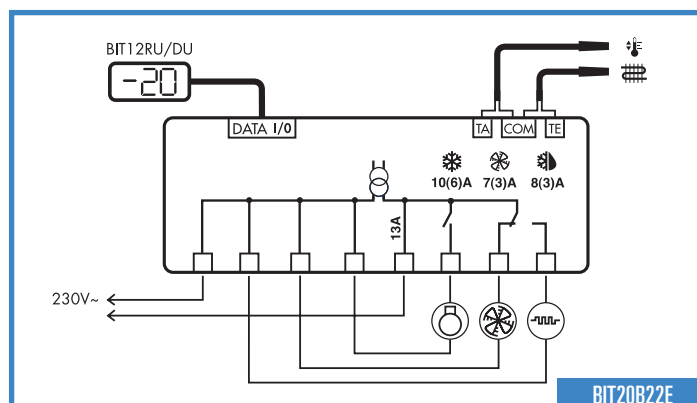 BIT12RU/DU
-20
DATA I/0
TA COM TE
10(6)A 7(3)A 8(3)A
13A
230V~
BIT20B22E